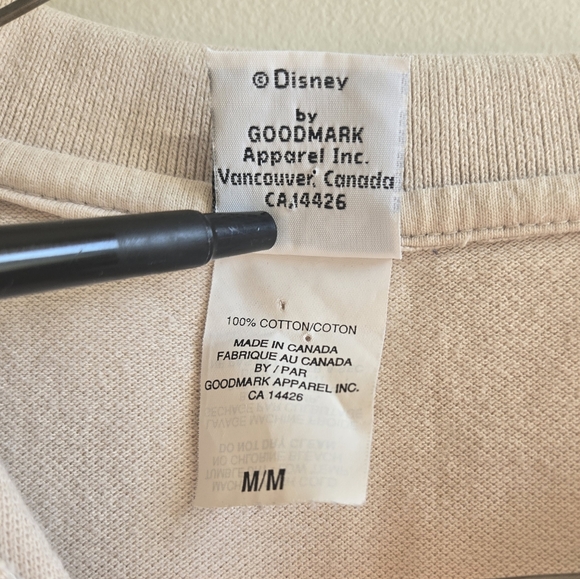 ©Disney
by
GOODMARK
Apparel Inc.
Vancouver, Canada
CA,14426
100% COTTON/COTON
MADE IN CANADA
FABRIQUE AU CANADA
BY / PAR
GOODMARK APPAREL INC.
CA 14426
M/M